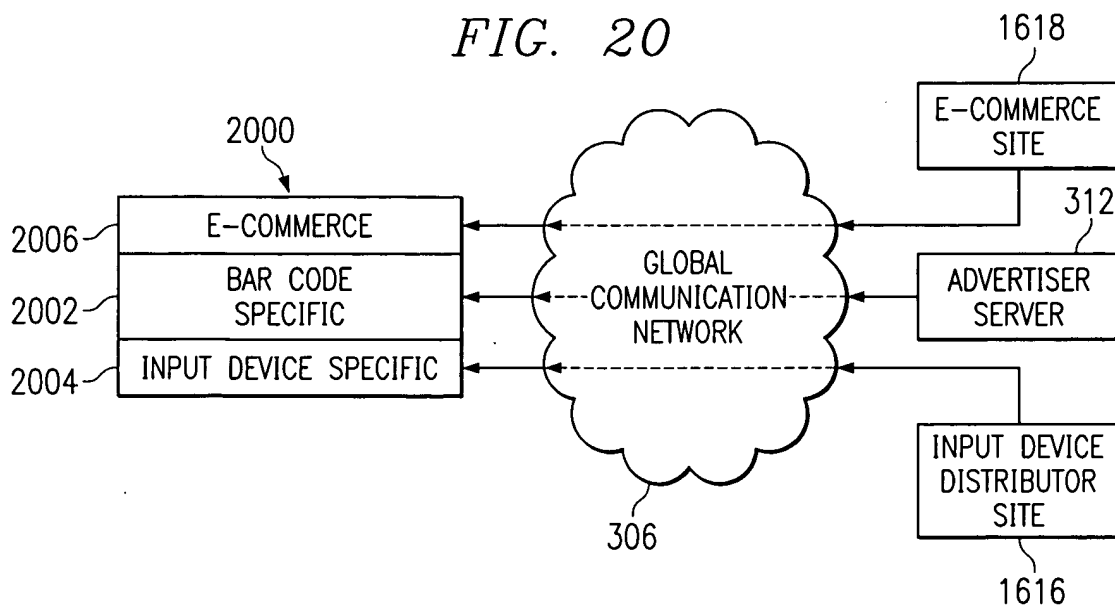 FIG. 20
1618
E-COMMERCE
SITE
2000
312
2006
E-COMMERCE
2002
BAR CODE
SPECIFIC
GLOBAL
COMMUNICATION
NETWORK
ADVERTISER
SERVER
2004
INPUT DEVICE SPECIFIC
306
INPUT DEVICE
DISTRIBUTOR
SITE
1616